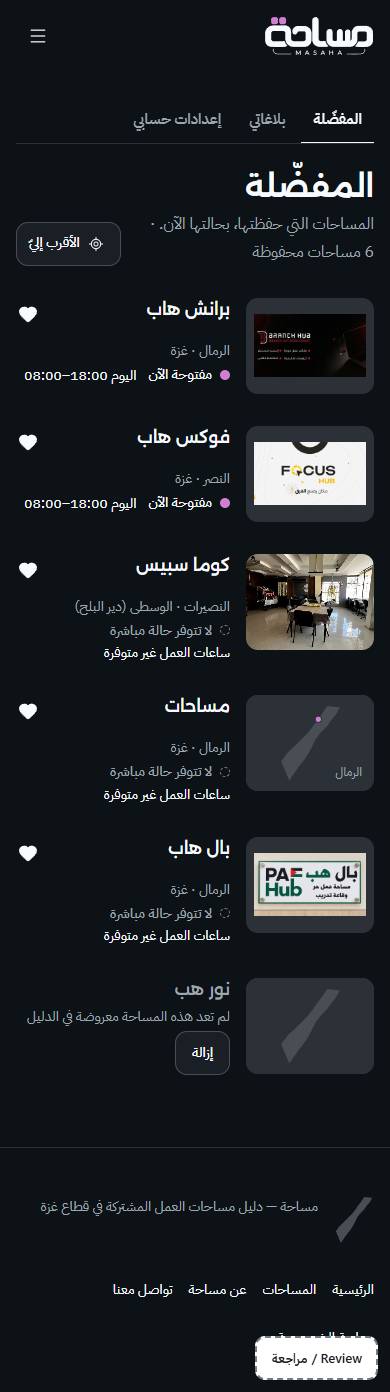 مساحة
MASAHA
المفضّلة
بلاغاتي
إعدادات حسابي
المفضّلة
المساحات التي حفظتها، بحالتها الآن. ·
6 مساحات محفوظة
الأقرب إليّ
برانش هاب
BRANCH HUB
الرمال · غزة
مفتوحة الآن اليوم 18:00–08:00
فوكس هاب
FOCUS
HUB
النصر · غزة
مفتوحة الآن اليوم 18:00–08:00
كوما سبيس
النصيرات · الوسطى (دير البلح)
لا تتوفر حالة مباشرة
ساعات العمل غير متوفرة
مساحات
الرمال · غزة
لا تتوفر حالة مباشرة
الرمال
ساعات العمل غير متوفرة
بال هاب
بال هب
PAL
Hub
مساحة عمل حر
وقاعة تدريب
الرمال · غزة
لا تتوفر حالة مباشرة
ساعات العمل غير متوفرة
نور هب
لم تعد هذه المساحة معروضة في الدليل
إزالة
مساحة — دليل مساحات العمل المشتركة في قطاع غزة
الرئيسية
المساحات
عن مساحة
تواصل معنا
Review / مراجعة